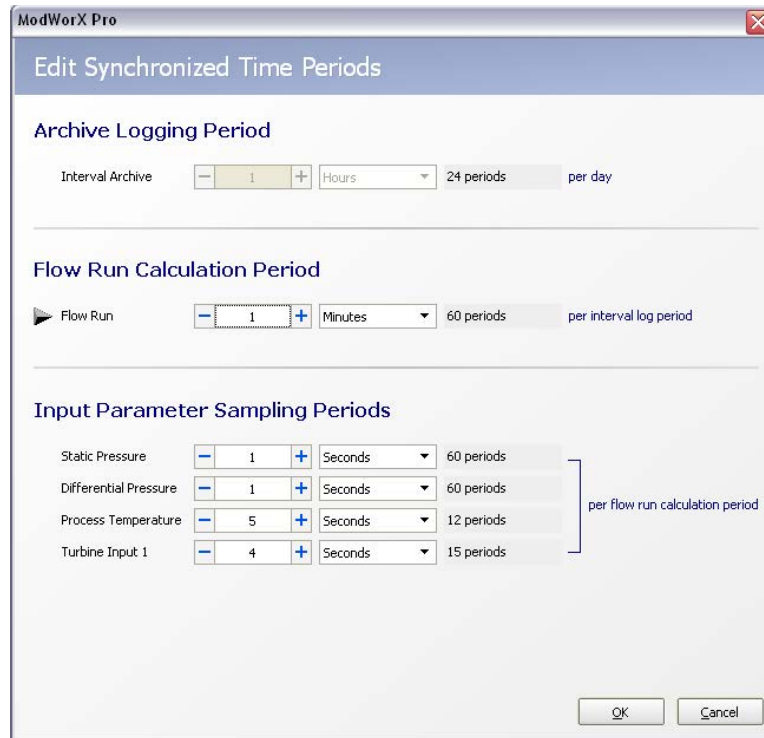 ModWorX Pro
Edit Synchronized Time Periods
Archive Logging Period
Interval Archive 1 Hours 24 periods per day
Flow Run Calculation Period
Flow Run 1 Minutes 60 periods per interval log period
Input Parameter Sampling Periods
Static Pressure 1 Seconds 60 periods
Differential Pressure 1 Seconds 60 periods
per flow run calculation period
Process Temperature 5 Seconds 12 periods
Turbine Input 1 4 Seconds 15 periods
OK Cancel